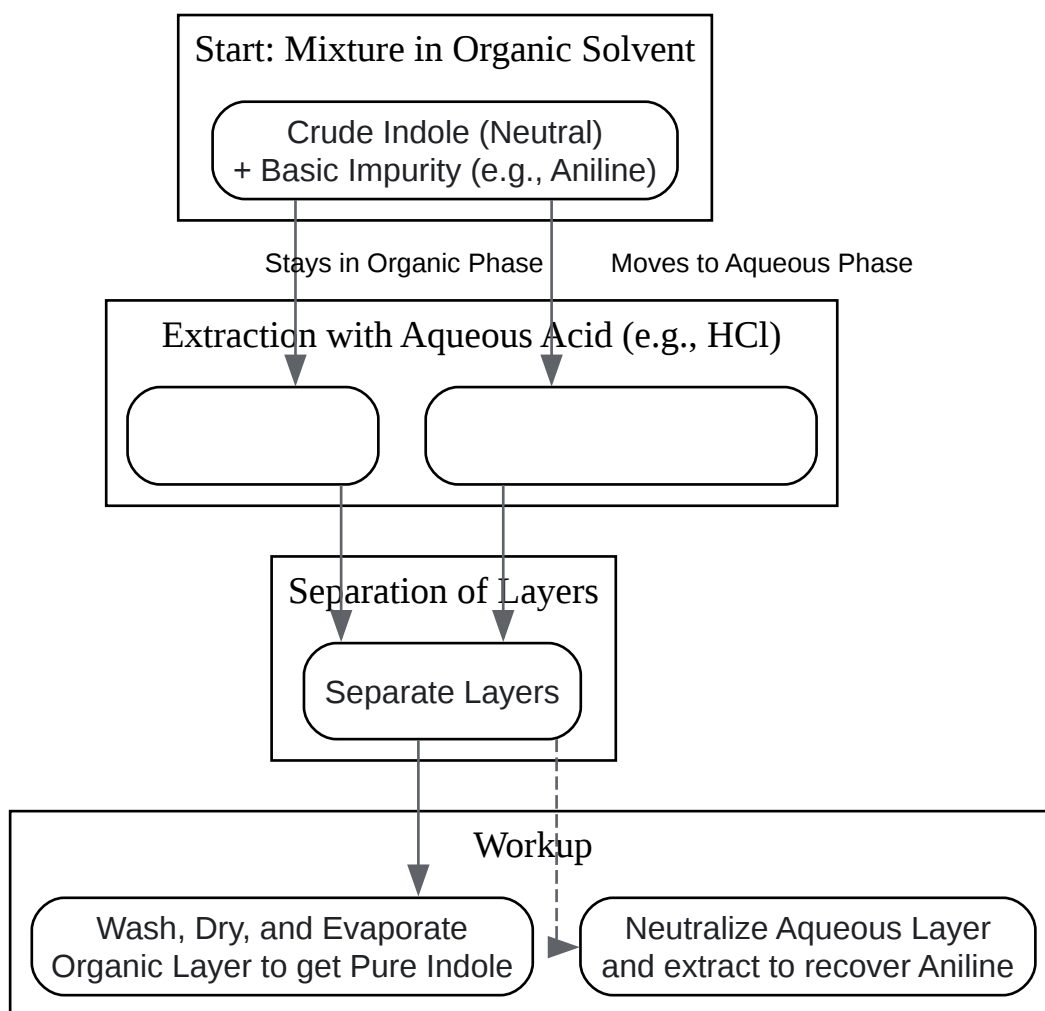 Start: Mixture in Organic Solvent
Crude Indole (Neutral)
+ Basic Impurity (e.g., Aniline)
Stays in Organic Phase
Moves to Aqueous Phase
Extraction with Aqueous Acid (e.g., HCl)
Separation of Layers
Separate Layers
Workup
Wash, Dry, and Evaporate
Organic Layer to get Pure Indole
Neutralize Aqueous Layer
and extract to recover Aniline